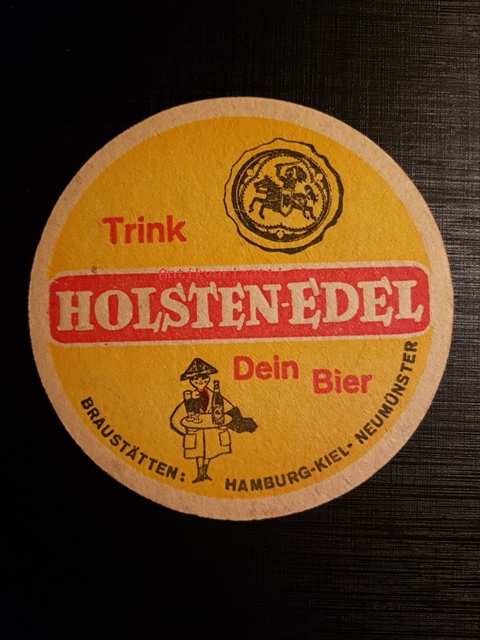 Trink
HOLSTEN-EDEL
Dein Bier
BRAUSTÄTTEN: HAMBURG-KIEL-NEUMÜNSTER